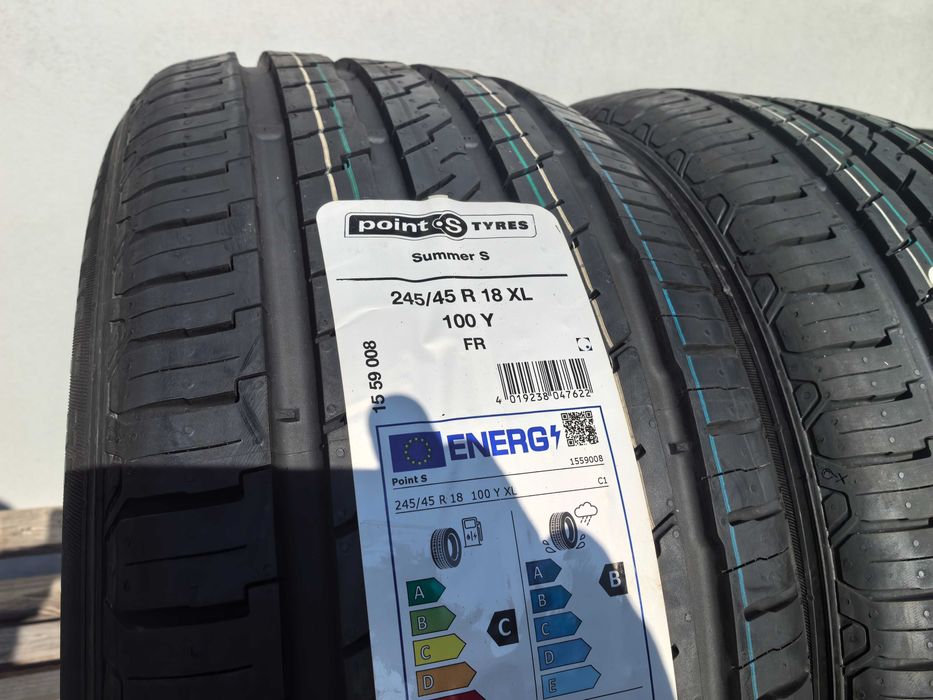 point S TYRES
Summer S
245/45 R 18 XL
100 Y
FR
15 59 008
4 019238 047622
ENERG
1559008
Point S
245/45 R 18 100 Y XL
C1
A
B
C
D
C
A
B
C
D
E
B